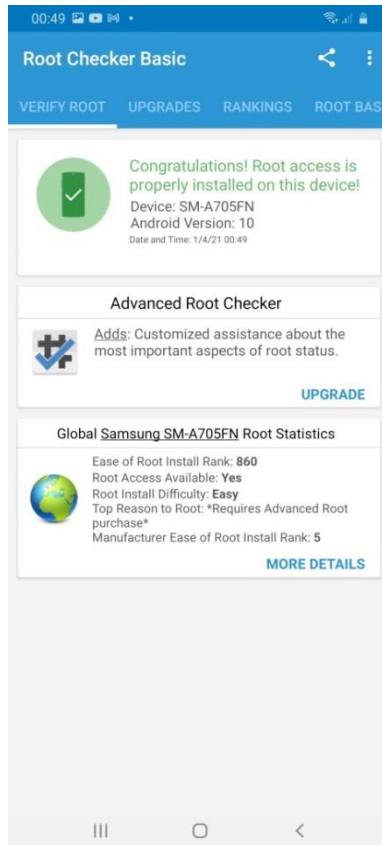 00:49
Root Checker Basic
VERIFY ROOT UPGRADES RANKINGS ROOT BAS
Congratulations! Root access is
properly installed on this device!
Device: SM-A705FN
Android Version: 10
Date and Time: 1/4/21 00:49
Advanced Root Checker
Adds: Customized assistance about the
most important aspects of root status.
UPGRADE
Global Samsung SM-A705FN Root Statistics
Ease of Root Install Rank: 860
Root Access Available: Yes
Root Install Difficulty: Easy
Top Reason to Root: *Requires Advanced Root
purchase*
Manufacturer Ease of Root Install Rank: 5
MORE DETAILS